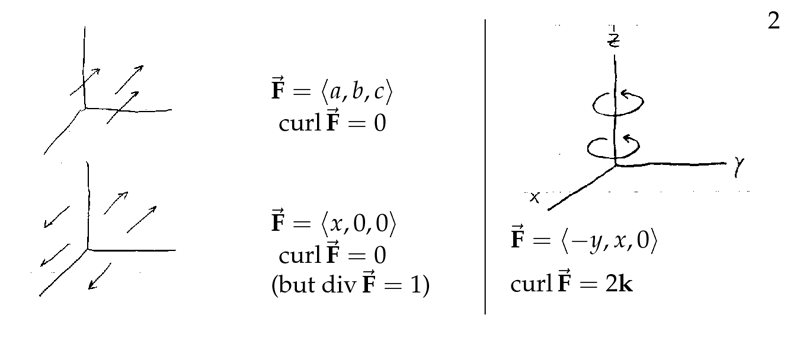 2
F⃗ = ⟨a, b, c⟩
curl F⃗ = 0
F⃗ = ⟨x, 0, 0⟩
curl F⃗ = 0
(but div F⃗ = 1)
z
y
x
F⃗ = ⟨−y, x, 0⟩
curl F⃗ = 2k